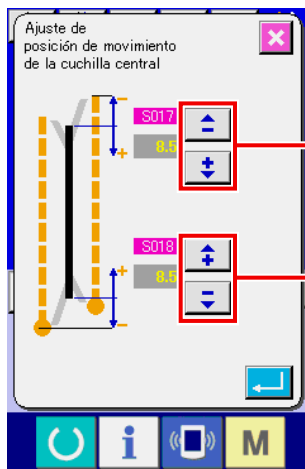 Ajuste de
posición de movimiento
de la cuchilla central
S017
8.5
S018
8.5
i
M